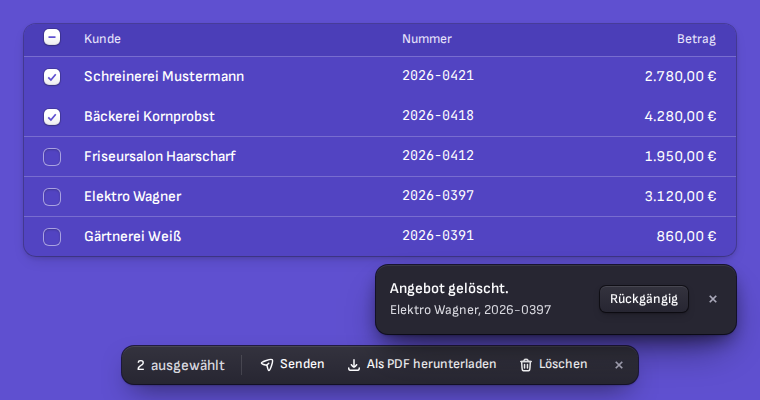 Kunde Nummer Betrag
Schreinerei Mustermann 2026-0421 2.780,00 €
Bäckerei Kornprobst 2026-0418 4.280,00 €
Friseursalon Haarscharf 2026-0412 1.950,00 €
Elektro Wagner 2026-0397 3.120,00 €
Gärtnerei Weiß 2026-0391 860,00 €
Angebot gelöscht.
Elektro Wagner, 2026-0397
Rückgängig
2 ausgewählt Senden Als PDF herunterladen Löschen